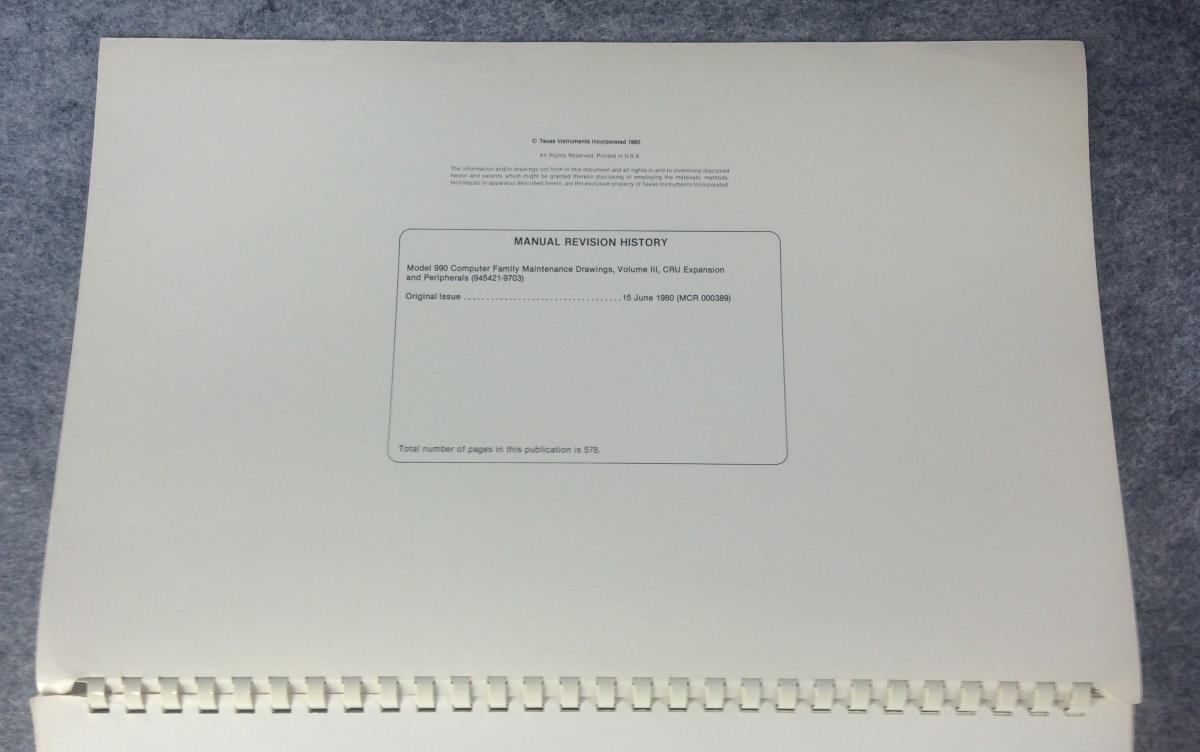 © Texas Instruments Incorporated 1980
All Rights Reserved, Printed in U.S.A
The information and/or drawings set forth in this document and all rights in and to inventions disclosed
herein and patents which might be granted thereon disclosing or employing the materials, methods,
techniques or apparatus described herein, are the exclusive property of Texas Instruments Incorporated.
MANUAL REVISION HISTORY
Model 990 Computer Family Maintenance Drawings, Volume III, CRU Expansion
and Peripherals (945421-9703)
Original Issue ................................... 15 June 1980 (MCR 000389)
Total number of pages in this publication is 578.